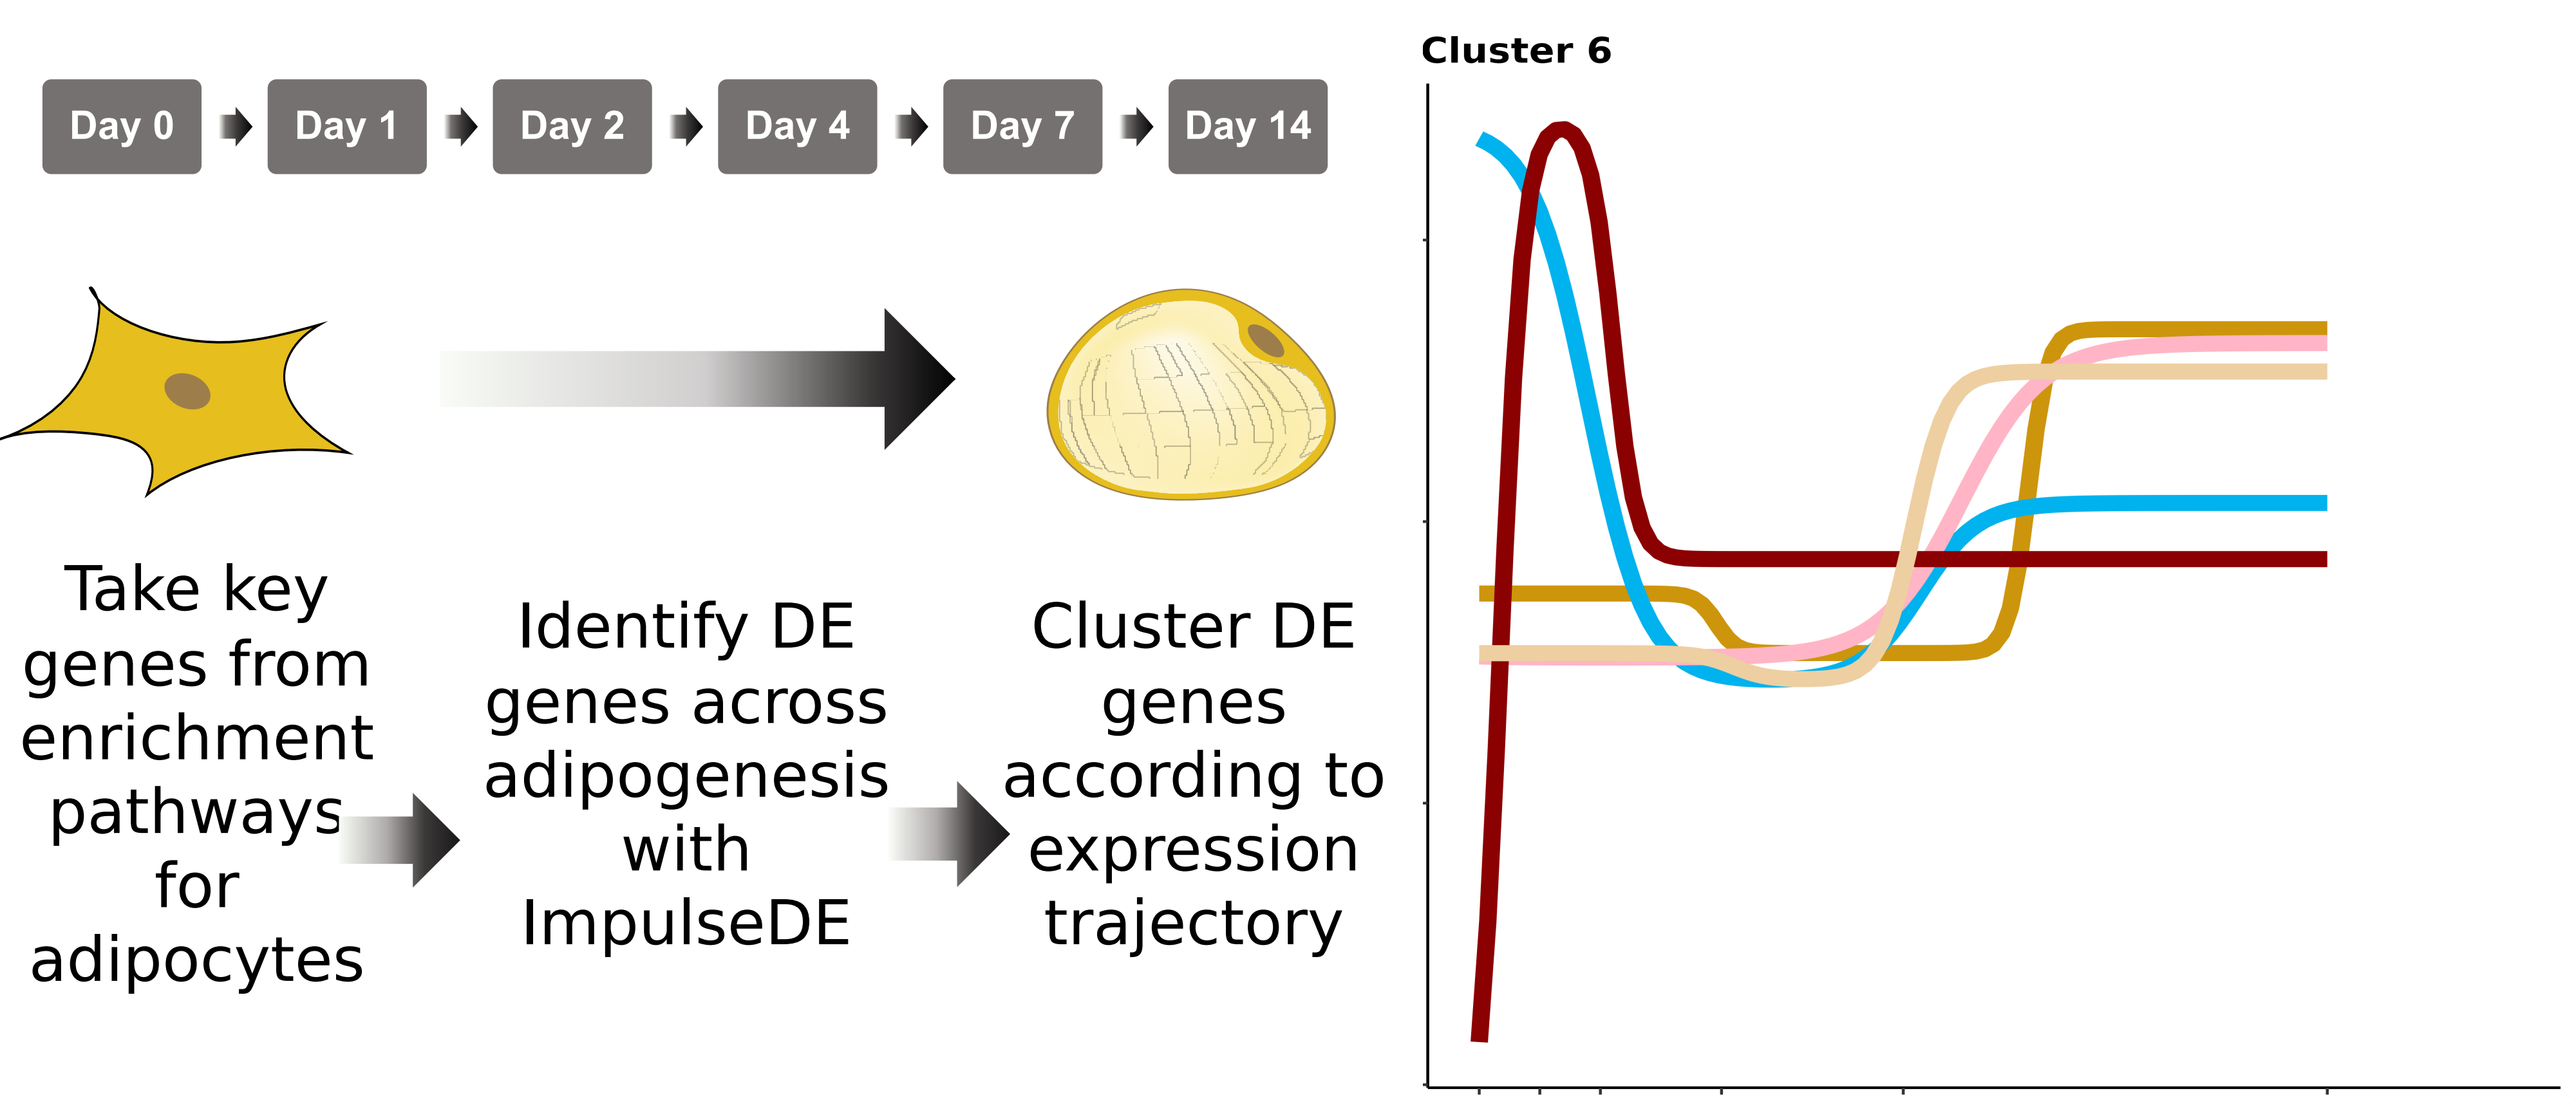 Cluster 6
Day 0
Day 1
Day 2
Day 4
Day 7
Day 14
Take key
genes from
enrichment
pathways
for
adipocytes
Identify DE
genes across
adipogenesis
with
ImpulseDE
Cluster DE
genes
according to
expression
trajectory